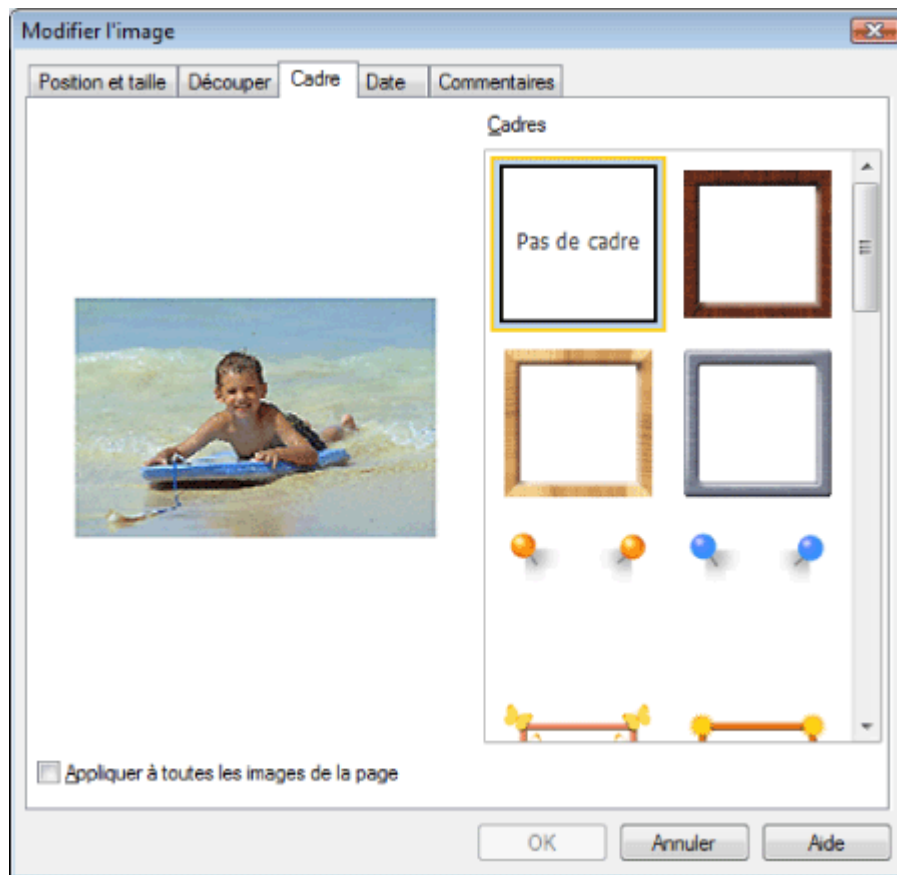 Modifier l'image
Position et taille Découper Cadre Date Commentaires
Cadres
Pas de cadre
Appliquer à toutes les images de la page
OK Annuler Aide